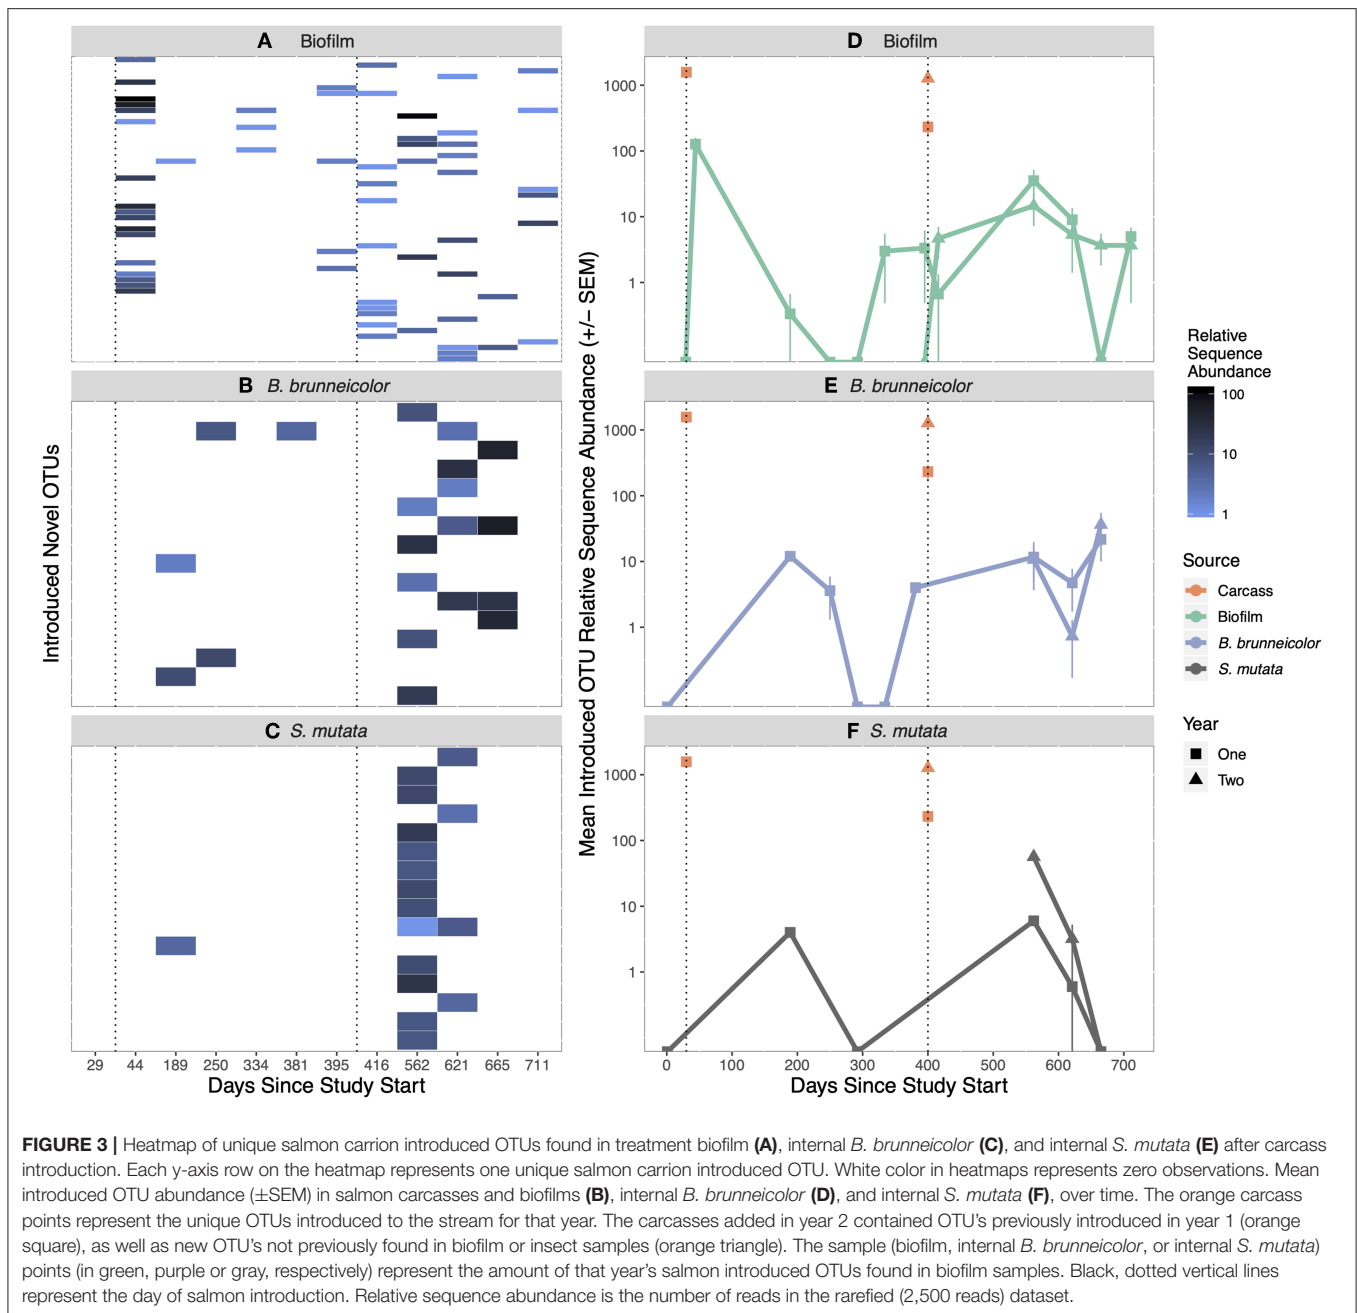 A Biofilm
D Biofilm
1000
100
10
1
B B. brunneicolor
E B. brunneicolor
1000
100
10
1
C S. mutata
F S. mutata
1000
100
10
1
Introduced Novel OTUs
Mean Introduced OTU Relative Sequence Abundance (+/− SEM)
29 44 189 250 334 381 395 416 562 621 665 711
Days Since Study Start
0 100 200 300 400 500 600 700
Days Since Study Start
Relative
Sequence
Abundance
100
10
1
Source
Carcass
Biofilm
B. brunneicolor
S. mutata
Year
One
Two
FIGURE 3 | Heatmap of unique salmon carrion introduced OTUs found in treatment biofilm (A), internal B. brunneicolor (C), and internal S. mutata (E) after carcass
introduction. Each y-axis row on the heatmap represents one unique salmon carrion introduced OTU. White color in heatmaps represents zero observations. Mean
introduced OTU abundance (±SEM) in salmon carcasses and biofilms (B), internal B. brunneicolor (D), and internal S. mutata (F), over time. The orange carcass
points represent the unique OTUs introduced to the stream for that year. The carcasses added in year 2 contained OTU's previously introduced in year 1 (orange
square), as well as new OTU's not previously found in biofilm or insect samples (orange triangle). The sample (biofilm, internal B. brunneicolor, or internal S. mutata)
points (in green, purple or gray, respectively) represent the amount of that year's salmon introduced OTUs found in biofilm samples. Black, dotted vertical lines
represent the day of salmon introduction. Relative sequence abundance is the number of reads in the rarefied (2,500 reads) dataset.